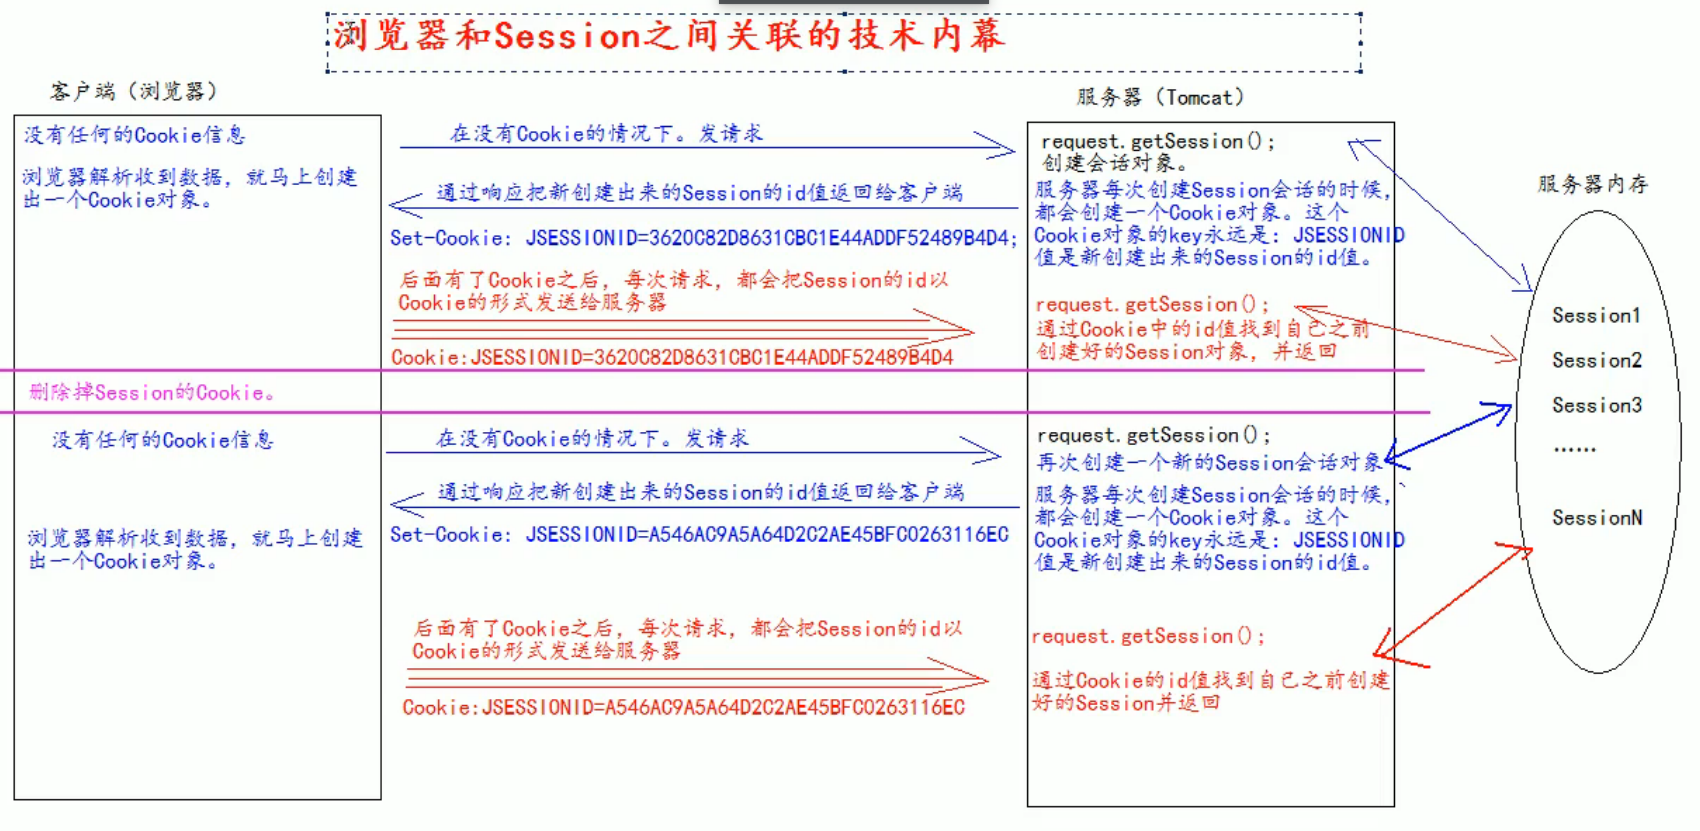 浏览器和Session之间关联的技术内幕
客户端（浏览器）
服务器（Tomcat）
没有任何的Cookie信息
浏览器解析收到数据，就马上创建
出一个Cookie对象。
在没有Cookie的情况下。发请求
通过响应把新创建出来的Session的id值返回给客户端
Set-Cookie: JSESSIONID=3620C82D8631CBC1E44ADDF52489B4D4;
后面有了Cookie之后，每次请求，都会把Session的id以
Cookie的形式发送给服务器
Cookie:JSESSIONID=3620C82D8631CBC1E44ADDF52489B4D4
request.getSession();
创建会话对象。
服务器每次创建Session会话的时候，
都会创建一个Cookie对象。这个
Cookie对象的key永远是：JSESSIONID
值是新创建出来的Session的id值。
request.getSession();
通过Cookie中的id值找到自己之前
创建好的Session对象，并返回
服务器内存
Session1
Session2
Session3
......
SessionN
删除掉Session的Cookie。
没有任何的Cookie信息
浏览器解析收到数据，就马上创建
出一个Cookie对象。
在没有Cookie的情况下。发请求
通过响应把新创建出来的Session的id值返回给客户端
Set-Cookie: JSESSIONID=A546AC9A5A64D2C2AE45BFC0263116EC
后面有了Cookie之后，每次请求，都会把Session的id以
Cookie的形式发送给服务器
Cookie:JSESSIONID=A546AC9A5A64D2C2AE45BFC0263116EC
request.getSession();
再次创建一个新的Session会话对象
服务器每次创建Session会话的时候，
都会创建一个Cookie对象。这个
Cookie对象的key永远是：JSESSIONID
值是新创建出来的Session的id值。
request.getSession();
通过Cookie的id值找到自己之前创建
好的Session并返回